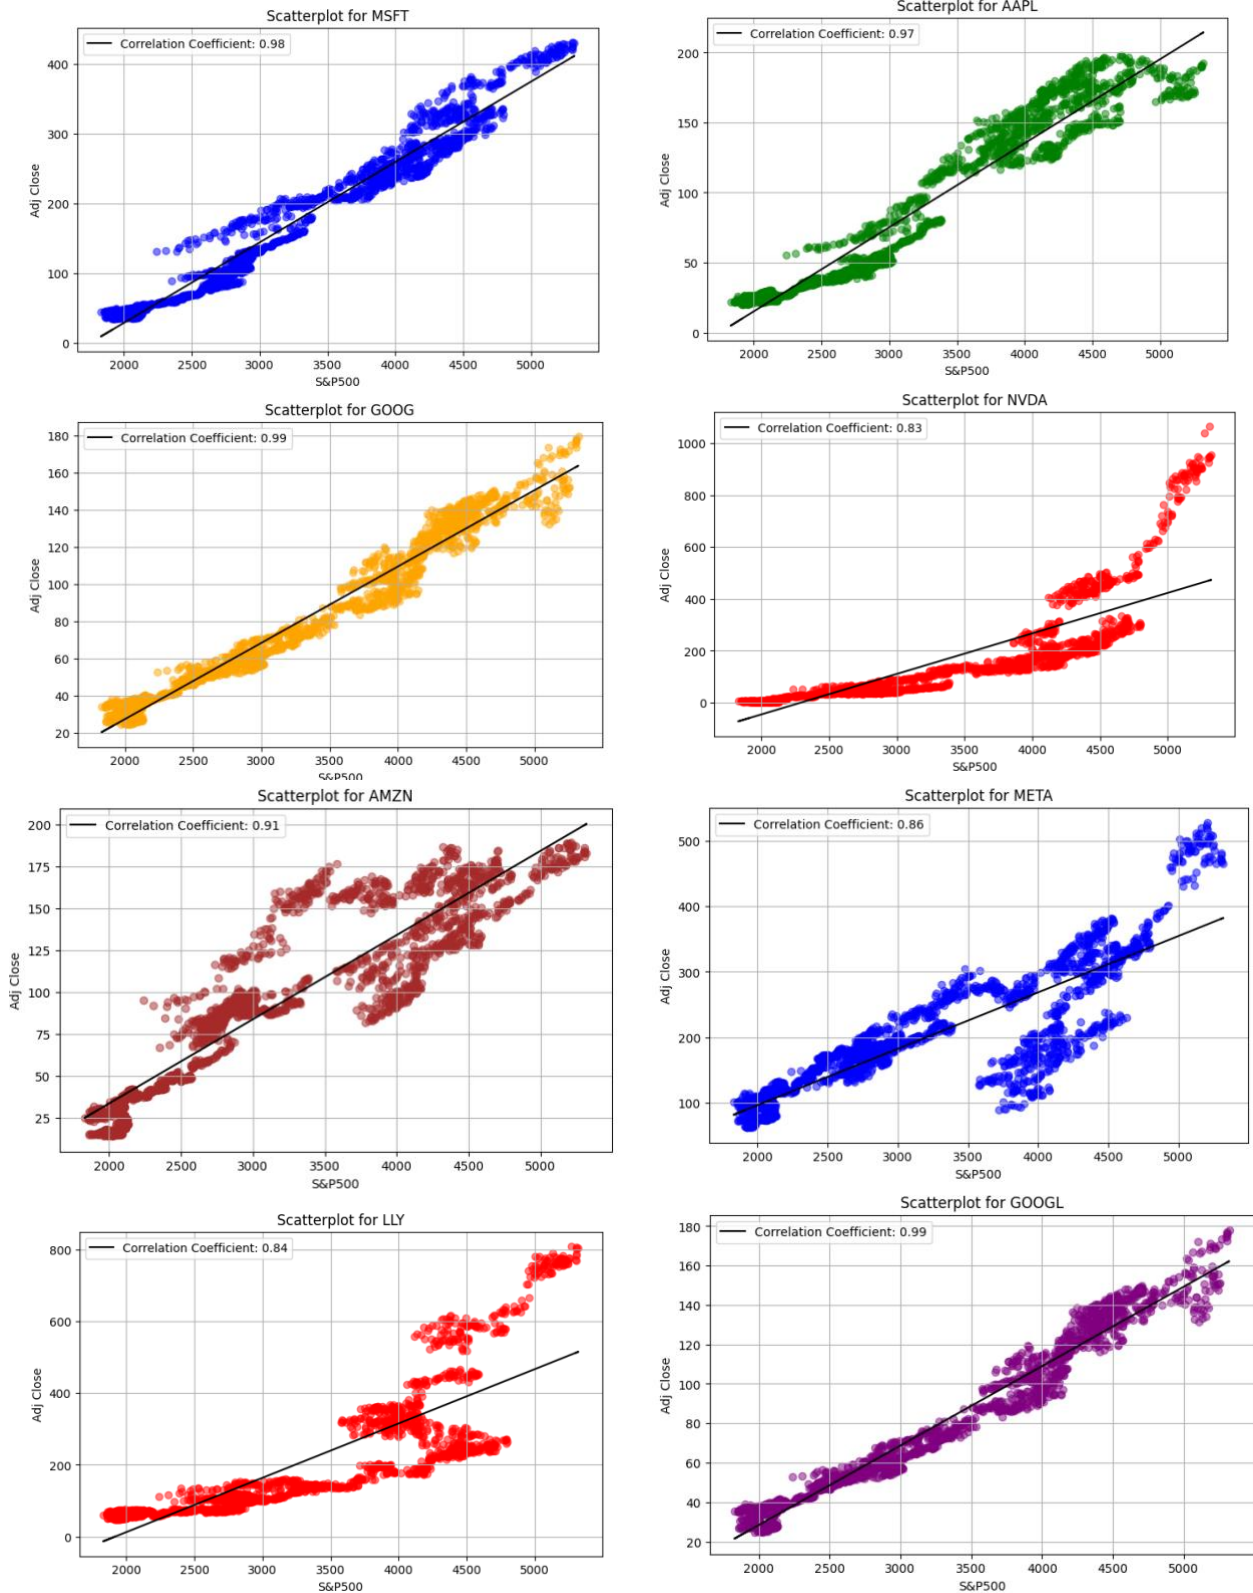 Scatterplot for MSFT
Correlation Coefficient: 0.98
400
300
200
100
0
Adj Close
2000 2500 3000 3500 4000 4500 5000
S&P500
Scatterplot for AAPL
Correlation Coefficient: 0.97
200
150
100
50
0
Adj Close
2000 2500 3000 3500 4000 4500 5000
S&P500
Scatterplot for GOOG
Correlation Coefficient: 0.99
180
160
140
120
100
80
60
40
20
Adj Close
2000 2500 3000 3500 4000 4500 5000
S&P500
Scatterplot for NVDA
Correlation Coefficient: 0.83
1000
800
600
400
200
0
Adj Close
2000 2500 3000 3500 4000 4500 5000
S&P500
Scatterplot for AMZN
Correlation Coefficient: 0.91
200
175
150
125
100
75
50
25
Adj Close
2000 2500 3000 3500 4000 4500 5000
S&P500
Scatterplot for META
Correlation Coefficient: 0.86
500
400
300
200
100
Adj Close
2000 2500 3000 3500 4000 4500 5000
S&P500
Scatterplot for LLY
Correlation Coefficient: 0.84
800
600
400
200
0
Adj Close
2000 2500 3000 3500 4000 4500 5000
S&P500
Scatterplot for GOOGL
Correlation Coefficient: 0.99
180
160
140
120
100
80
60
40
20
Adj Close
2000 2500 3000 3500 4000 4500 5000
S&P500